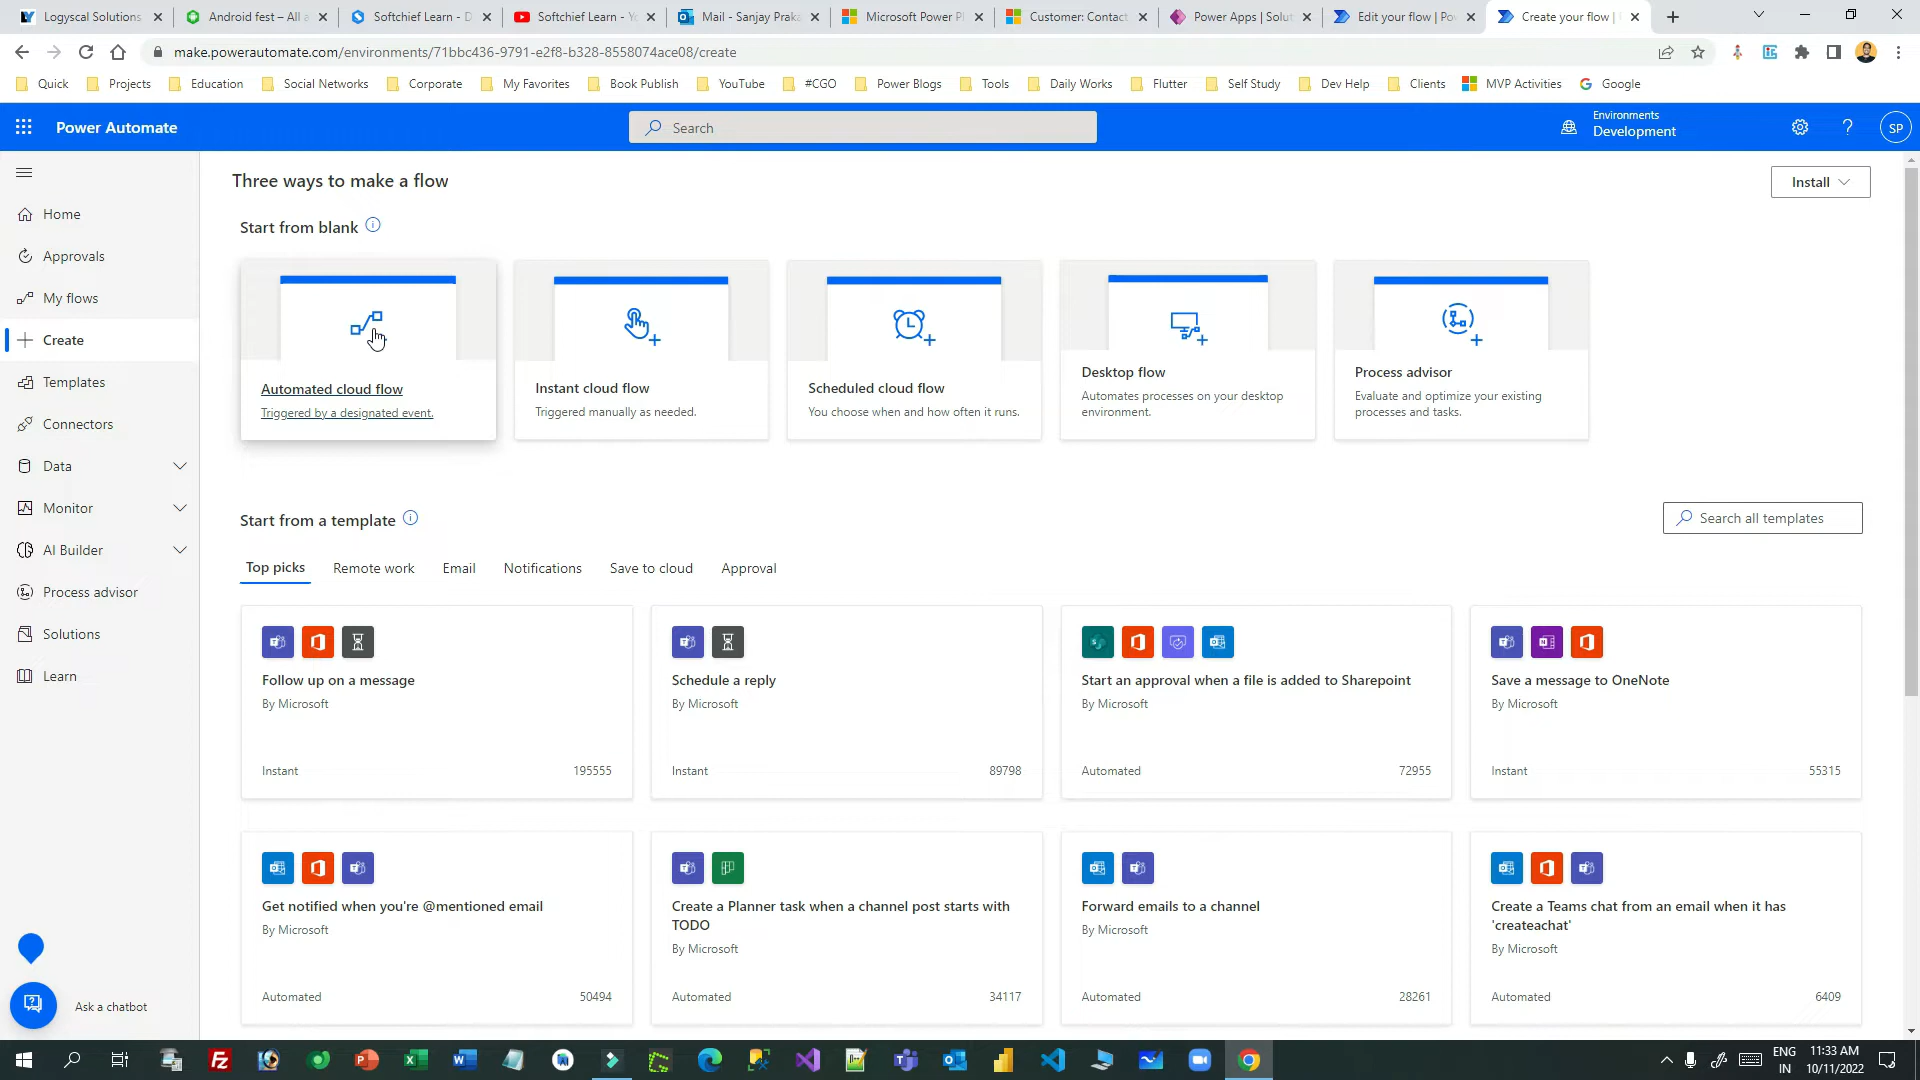 Logyscal Solutions
Android fest – All a
Softchief Learn - D
Softchief Learn - Yo
Mail - Sanjay Praka
Microsoft Power Pl
Customer: Contact
Power Apps | Solut
Edit your flow | Po
Create your flow |
make.powerautomate.com/environments/71bbc436-9791-e2f8-b328-8558074ace08/create
Quick
Projects
Education
Social Networks
Corporate
My Favorites
Book Publish
YouTube
#CGO
Power Blogs
Tools
Daily Works
Flutter
Self Study
Dev Help
Clients
MVP Activities
Google
Power Automate
Search
Environments
Development
SP
Home
Approvals
My flows
Create
Templates
Connectors
Data
Monitor
AI Builder
Process advisor
Solutions
Learn
Ask a chatbot
Three ways to make a flow
Install
Start from blank
Automated cloud flow
Triggered by a designated event.
Instant cloud flow
Triggered manually as needed.
Scheduled cloud flow
You choose when and how often it runs.
Desktop flow
Automates processes on your desktop
environment.
Process advisor
Evaluate and optimize your existing
processes and tasks.
Start from a template
Search all templates
Top picks
Remote work
Email
Notifications
Save to cloud
Approval
Follow up on a message
By Microsoft
Instant
195555
Schedule a reply
By Microsoft
Instant
89798
Start an approval when a file is added to Sharepoint
By Microsoft
Automated
72955
Save a message to OneNote
By Microsoft
Instant
55315
Get notified when you're @mentioned email
By Microsoft
Automated
50494
Create a Planner task when a channel post starts with
TODO
By Microsoft
Automated
34117
Forward emails to a channel
By Microsoft
Automated
28261
Create a Teams chat from an email when it has
'createachat'
By Microsoft
Automated
6409
ENG
IN
11:33 AM
10/11/2022